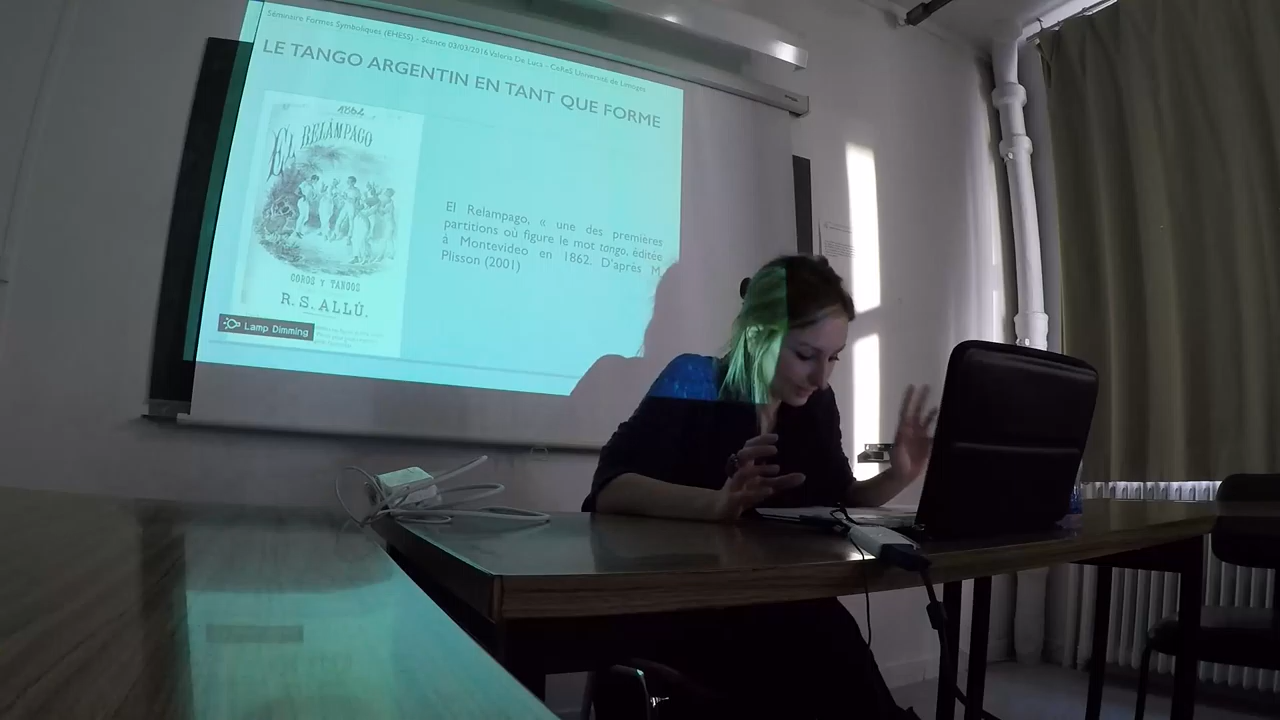 Séminaire Formes Symboliques (EHESS) - Séance 03/03/2016 Valeria De Luca - CeReS Université de Limoges
LE TANGO ARGENTIN EN TANT QUE FORME
1864
EL RELÁMPAGO
COROS Y TANGOS
R. S. ALLÚ.
Lamp Dimming
El Relampago, « une des premières
partitions où figure le mot tango, éditée
à Montevideo en 1862. D'après M.
Plisson (2001)